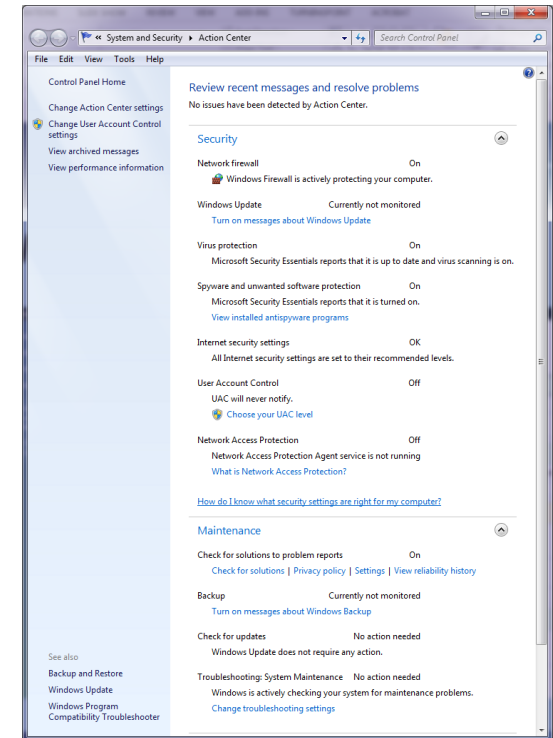 « System and Security ▸ Action Center
Search Control Panel
File Edit View Tools Help
Control Panel Home
Change Action Center settings
Change User Account Control
settings
View archived messages
View performance information
See also
Backup and Restore
Windows Update
Windows Program
Compatibility Troubleshooter
Review recent messages and resolve problems
No issues have been detected by Action Center.
Security
Network firewall On
Windows Firewall is actively protecting your computer.
Windows Update Currently not monitored
Turn on messages about Windows Update
Virus protection On
Microsoft Security Essentials reports that it is up to date and virus scanning is on.
Spyware and unwanted software protection On
Microsoft Security Essentials reports that it is turned on.
View installed antispyware programs
Internet security settings OK
All Internet security settings are set to their recommended levels.
User Account Control Off
UAC will never notify.
Choose your UAC level
Network Access Protection Off
Network Access Protection Agent service is not running
What is Network Access Protection?
How do I know what security settings are right for my computer?
Maintenance
Check for solutions to problem reports On
Check for solutions | Privacy policy | Settings | View reliability history
Backup Currently not monitored
Turn on messages about Windows Backup
Check for updates No action needed
Windows Update does not require any action.
Troubleshooting: System Maintenance No action needed
Windows is actively checking your system for maintenance problems.
Change troubleshooting settings